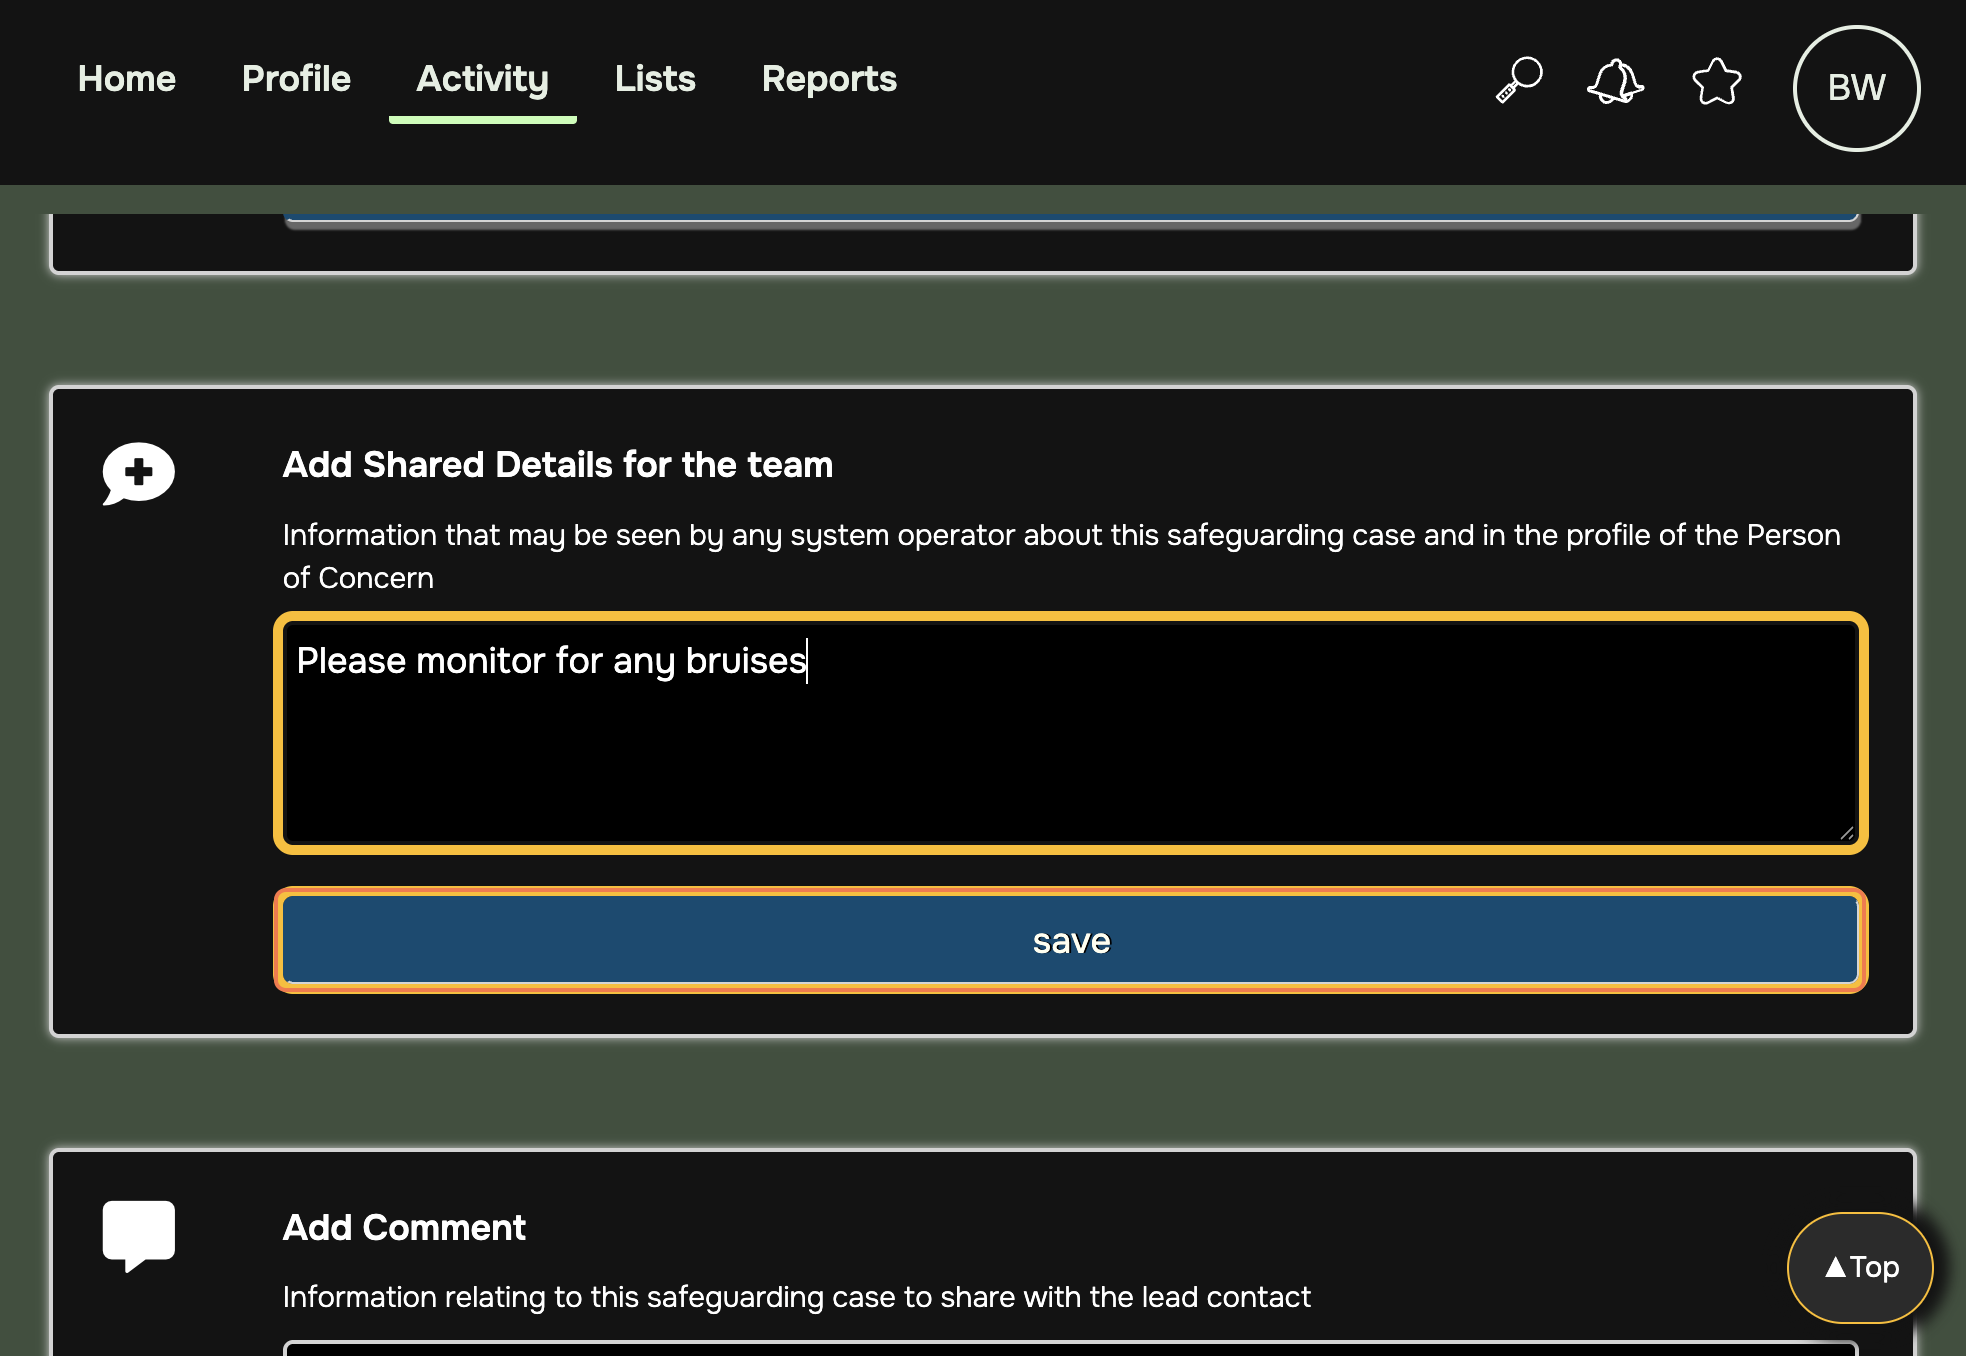 Home Profile Activity Lists Reports BW
Add Shared Details for the team
Information that may be seen by any system operator about this safeguarding case and in the profile of the Person
of Concern
Please monitor for any bruises
save
Add Comment
Information relating to this safeguarding case to share with the lead contact
▲Top